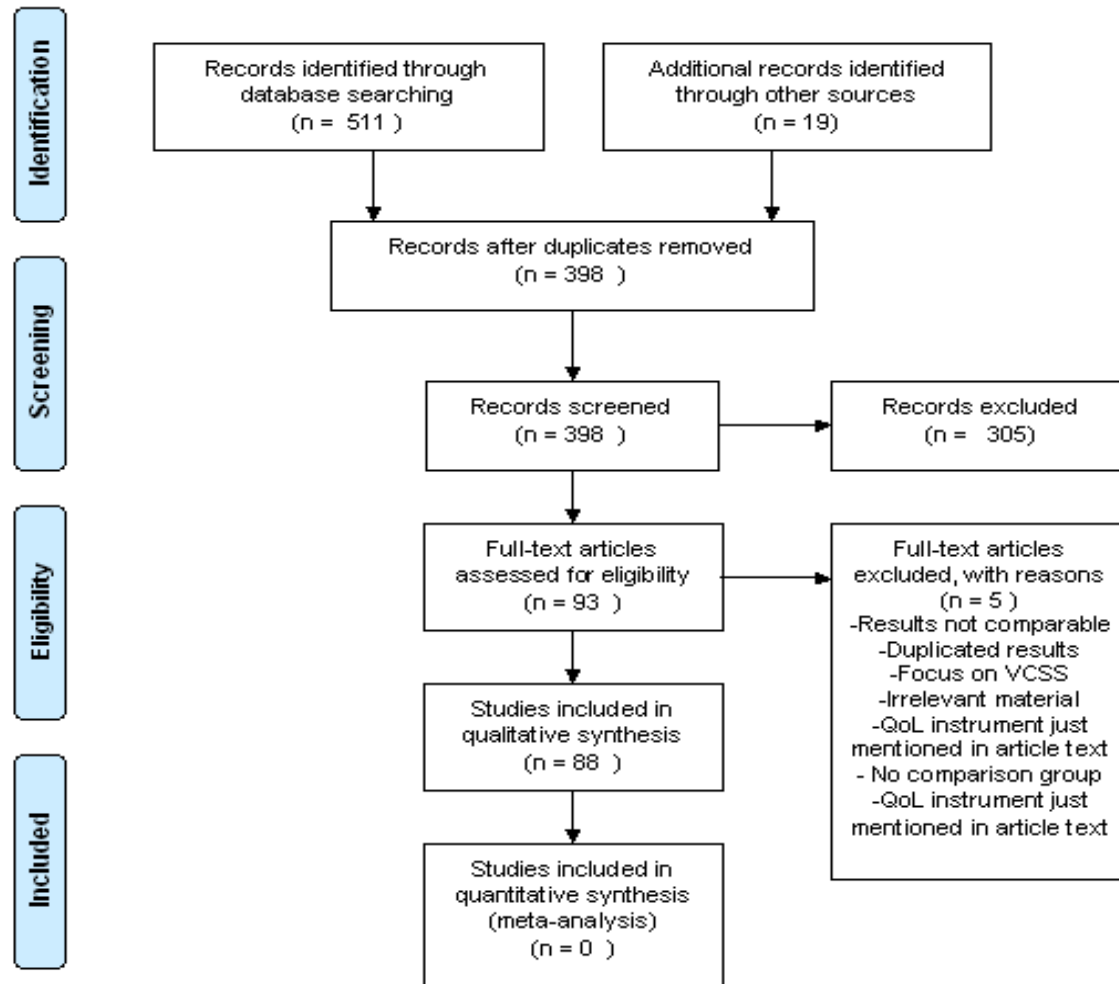 Identification
Records identified through
database searching
(n = 511 )
Additional records identified
through other sources
(n = 19)
Records after duplicates removed
(n = 398 )
Screening
Records screened
(n = 398 )
Records excluded
(n = 305)
Eligibility
Full-text articles
assessed for eligibility
(n = 93 )
Full-text articles
excluded, with reasons
(n = 5 )
-Results not comparable
-Duplicated results
-Focus on VCSS
-Irrelevant material
-QoL instrument just
mentioned in article text
- No comparison group
-QoL instrument just
mentioned in article text
Studies included in
qualitative synthesis
(n = 88 )
Included
Studies included in
quantitative synthesis
(meta-analysis)
(n = 0 )